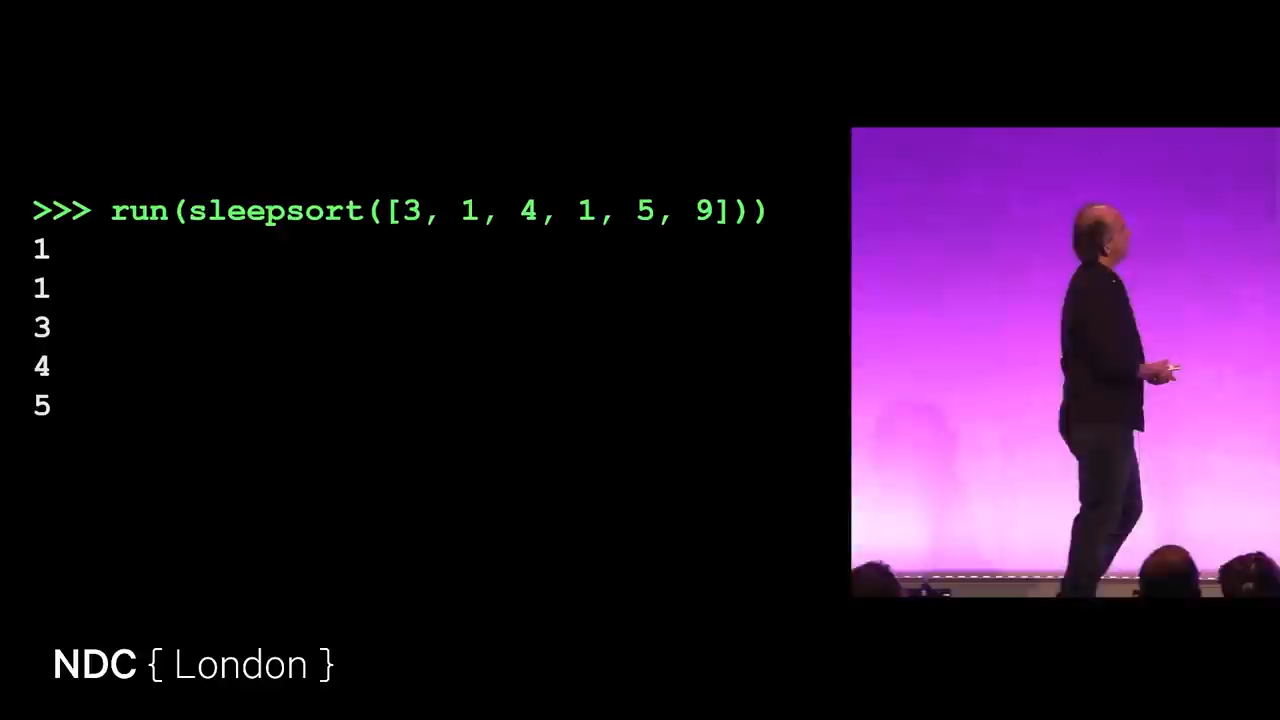 >>> run(sleepsort([3, 1, 4, 1, 5, 9]))
1
1
3
4
5
NDC { London }